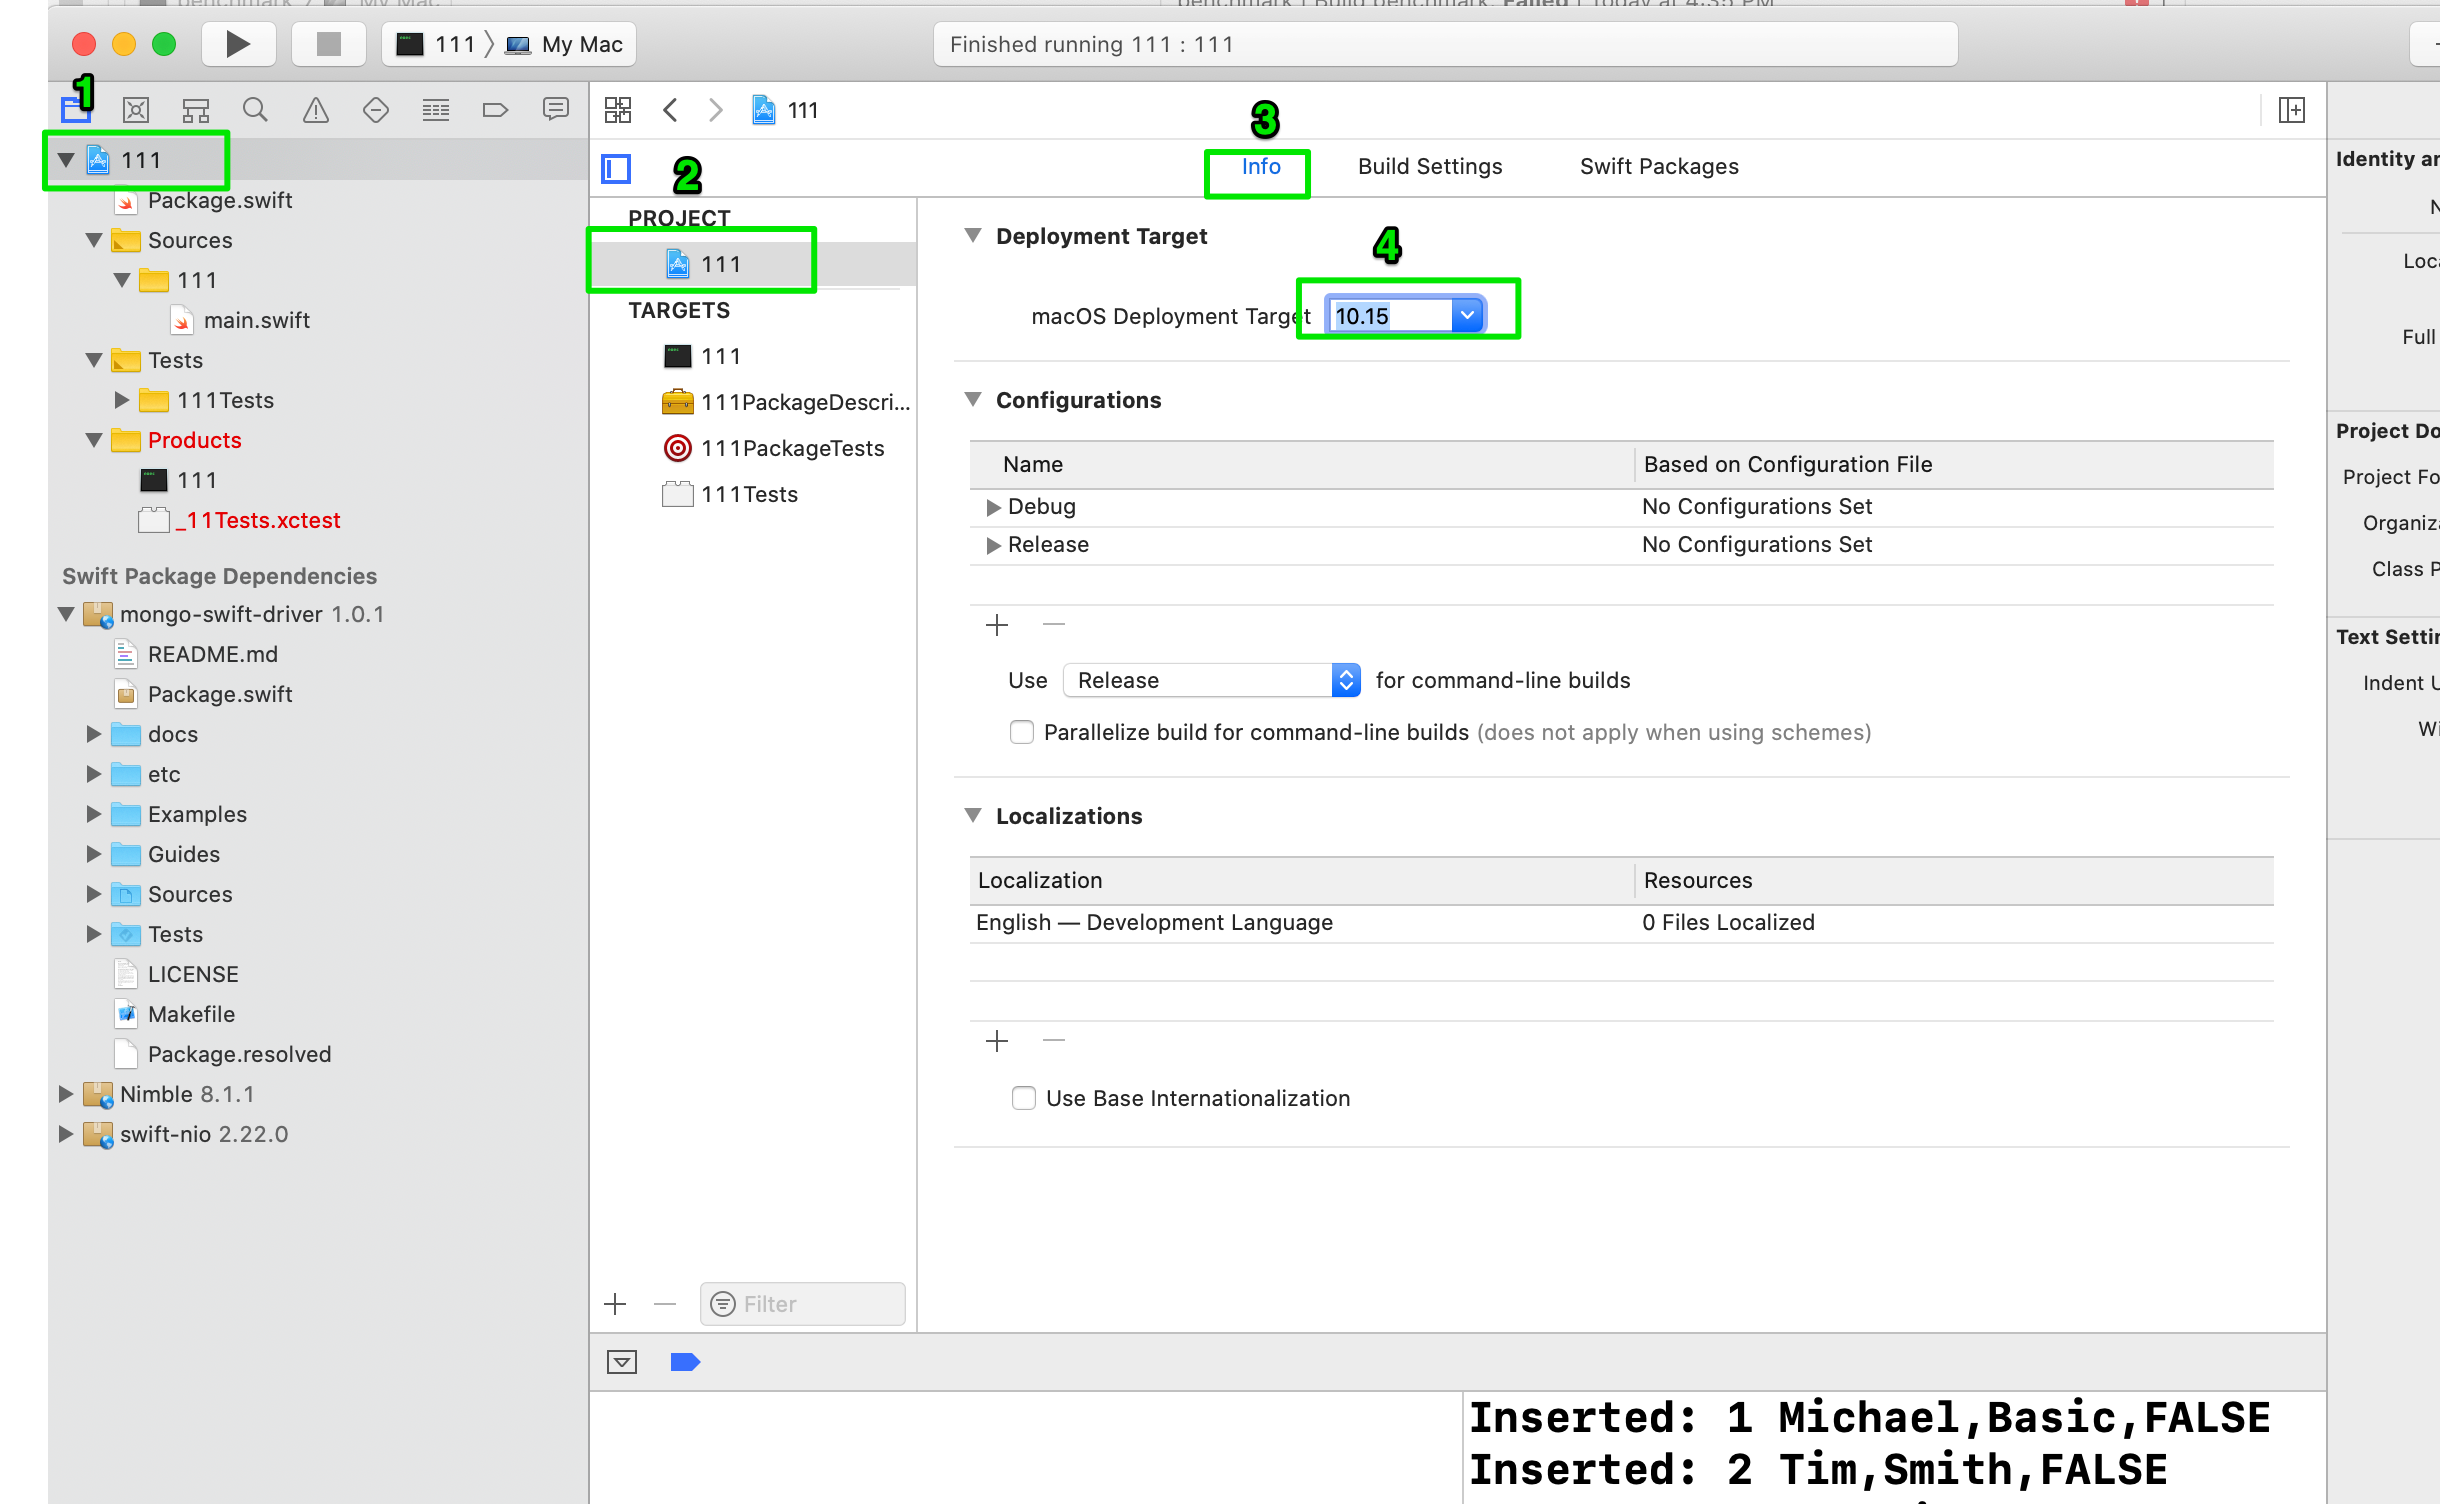 111 My Mac
Finished running 111 : 111
1
111
3
111
2
Info Build Settings Swift Packages
Package.swift
Sources
111
main.swift
Tests
111Tests
Products
111
_11Tests.xctest
Swift Package Dependencies
mongo-swift-driver 1.0.1
README.md
Package.swift
docs
etc
Examples
Guides
Sources
Tests
LICENSE
Makefile
Package.resolved
Nimble 8.1.1
swift-nio 2.22.0
PROJECT
111
TARGETS
111
111PackageDescri...
111PackageTests
111Tests
Filter
Deployment Target
4
macOS Deployment Target 10.15
Configurations
Name Based on Configuration File
Debug No Configurations Set
Release No Configurations Set
Use Release for command-line builds
Parallelize build for command-line builds (does not apply when using schemes)
Localizations
Localization Resources
English — Development Language 0 Files Localized
Use Base Internationalization
Identity
Full
Project
Project
Text
Class
Indent
Inserted: 1 Michael,Basic,FALSE
Inserted: 2 Tim,Smith,FALSE